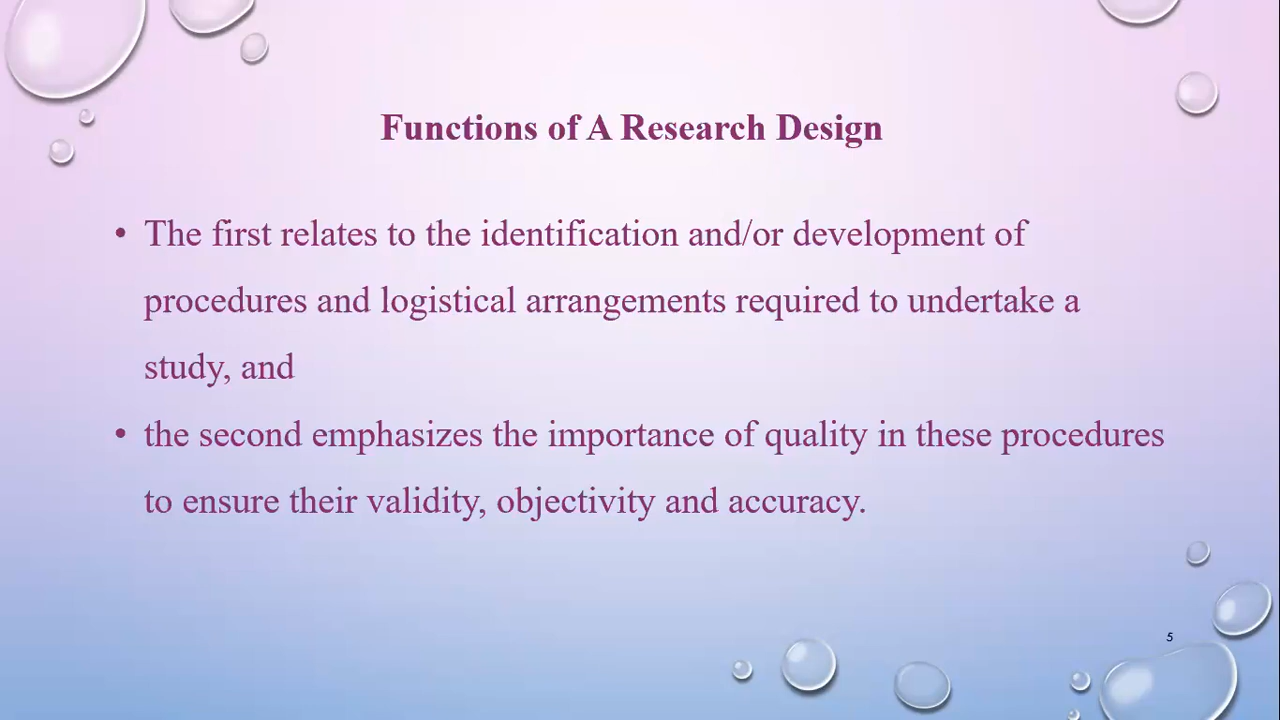 Functions of A Research Design
• The first relates to the identification and/or development of
procedures and logistical arrangements required to undertake a
study, and
• the second emphasizes the importance of quality in these procedures
to ensure their validity, objectivity and accuracy.
5